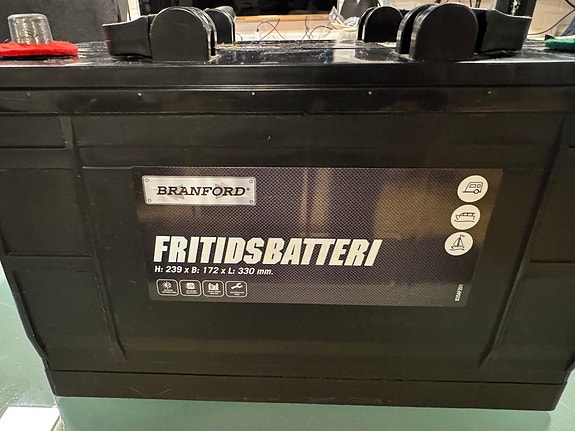 BRANFORD®
FRITIDSBATTERI
H: 239 x B: 172 x L: 330 mm.